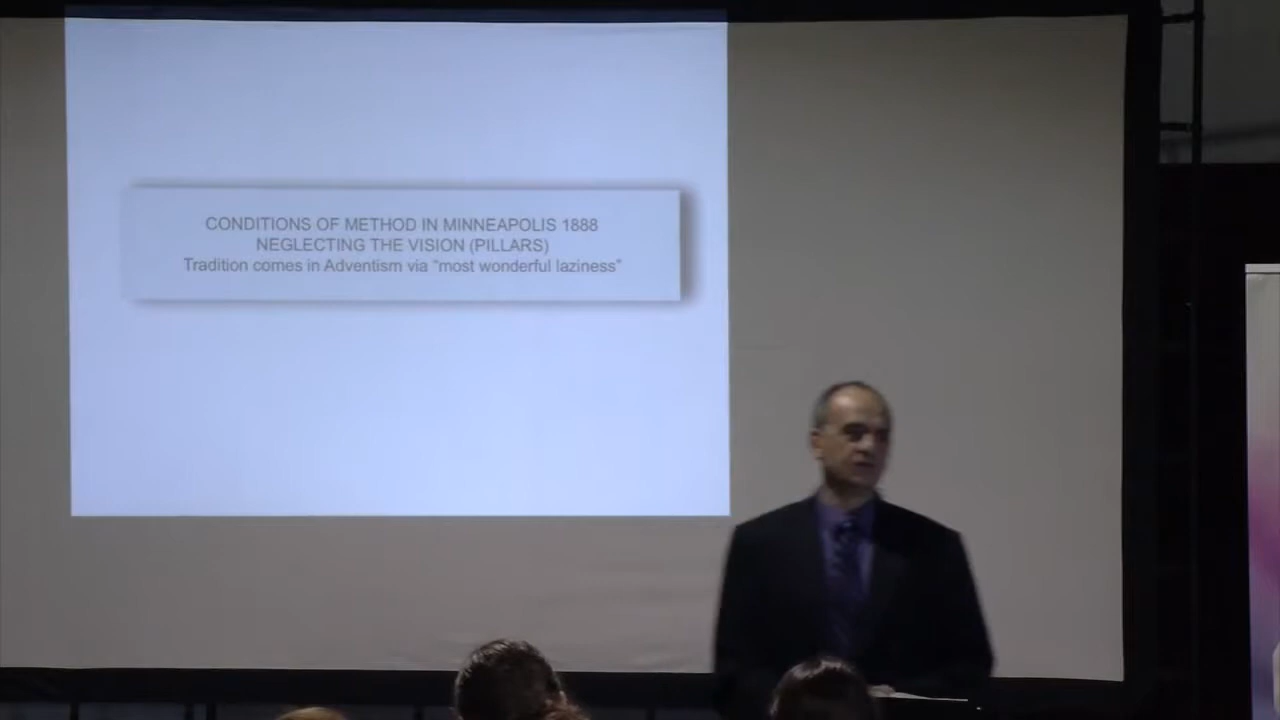 CONDITIONS OF METHOD IN MINNEAPOLIS 1888
NEGLECTING THE VISION (PILLARS)
Tradition comes in Adventism via "most wonderful laziness"